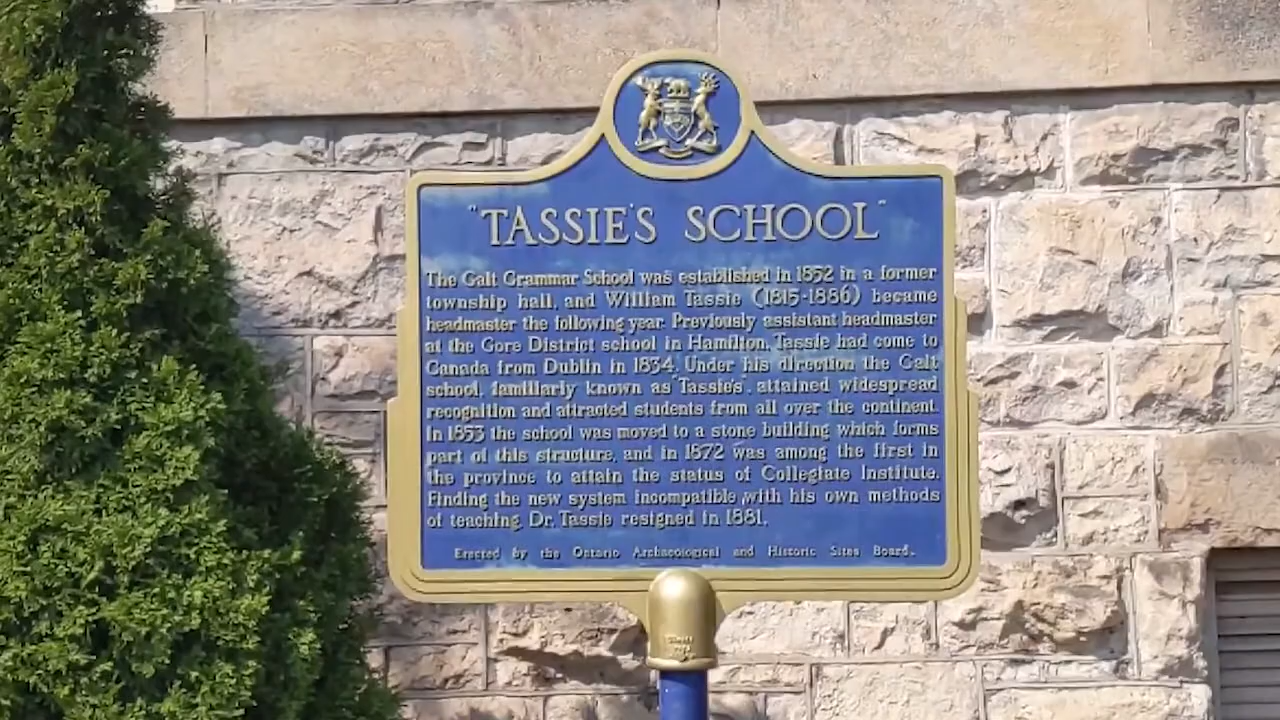 "TASSIE'S SCHOOL"
The Galt Grammar School was established in 1852 in a former
township hall, and William Tassie (1815-1886) became
headmaster the following year. Previously assistant headmaster
at the Gore District school in Hamilton, Tassie had come to
Canada from Dublin in 1834. Under his direction the Galt
school, familiarly known as "Tassie's", attained widespread
recognition and attracted students from all over the continent.
In 1853 the school was moved to a stone building which forms
part of this structure, and in 1872 was among the first in
the province to attain the status of Collegiate Institute.
Finding the new system incompatible with his own methods
of teaching, Dr. Tassie resigned in 1881.
Erected by the Ontario Archaeological and Historic Sites Board.